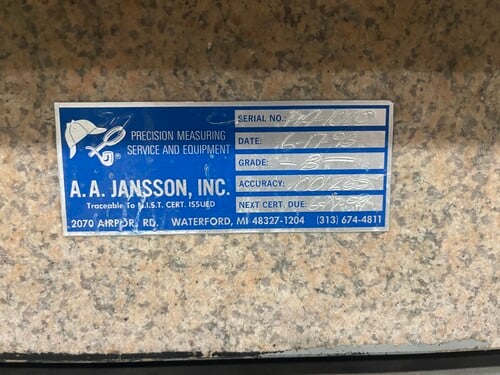 PRECISION MEASURING
SERVICE AND EQUIPMENT
A.A. JANSSON, INC.
Traceable To N.I.S.T. CERT. ISSUED
SERIAL NO.:
DATE: 6-17-93
GRADE: -B-
ACCURACY:
NEXT CERT. DUE:
2070 AIRPORT RD. WATERFORD, MI 48327-1204 (313) 674-4811